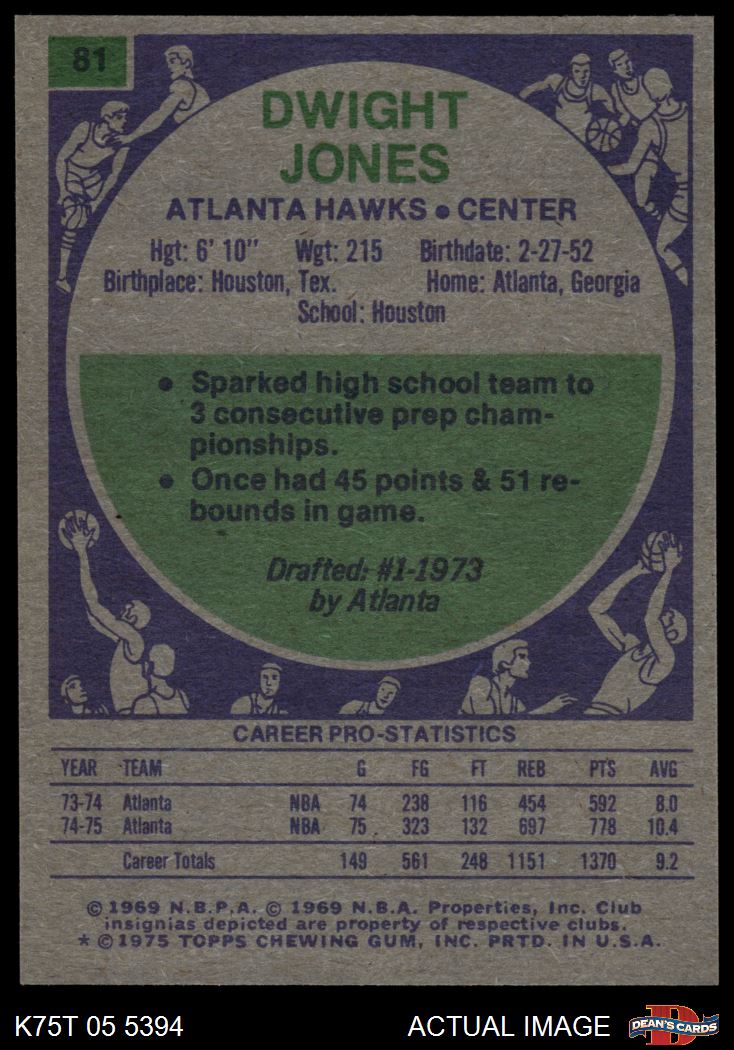 81
DWIGHT
JONES
ATLANTA HAWKS • CENTER
Hgt: 6' 10" Wgt: 215 Birthdate: 2-27-52
Birthplace: Houston, Tex. Home: Atlanta, Georgia
School: Houston
• Sparked high school team to
3 consecutive prep cham-
pionships.
• Once had 45 points & 51 re-
bounds in game.
Drafted: #1-1973
by Atlanta
CAREER PRO-STATISTICS
YEAR TEAM G FG FT REB PTS AVG
73-74 Atlanta NBA 74 238 116 454 592 8.0
74-75 Atlanta NBA 75 323 132 697 778 10.4
Career Totals 149 561 248 1151 1370 9.2
© 1969 N.B.P.A. © 1969 N.B.A. Properties, Inc. Club
insignias depicted are property of respective clubs.
* © 1975 TOPPS CHEWING GUM, INC. PRTD. IN U.S.A.
K75T 05 5394 ACTUAL IMAGE DEAN'S CARDS